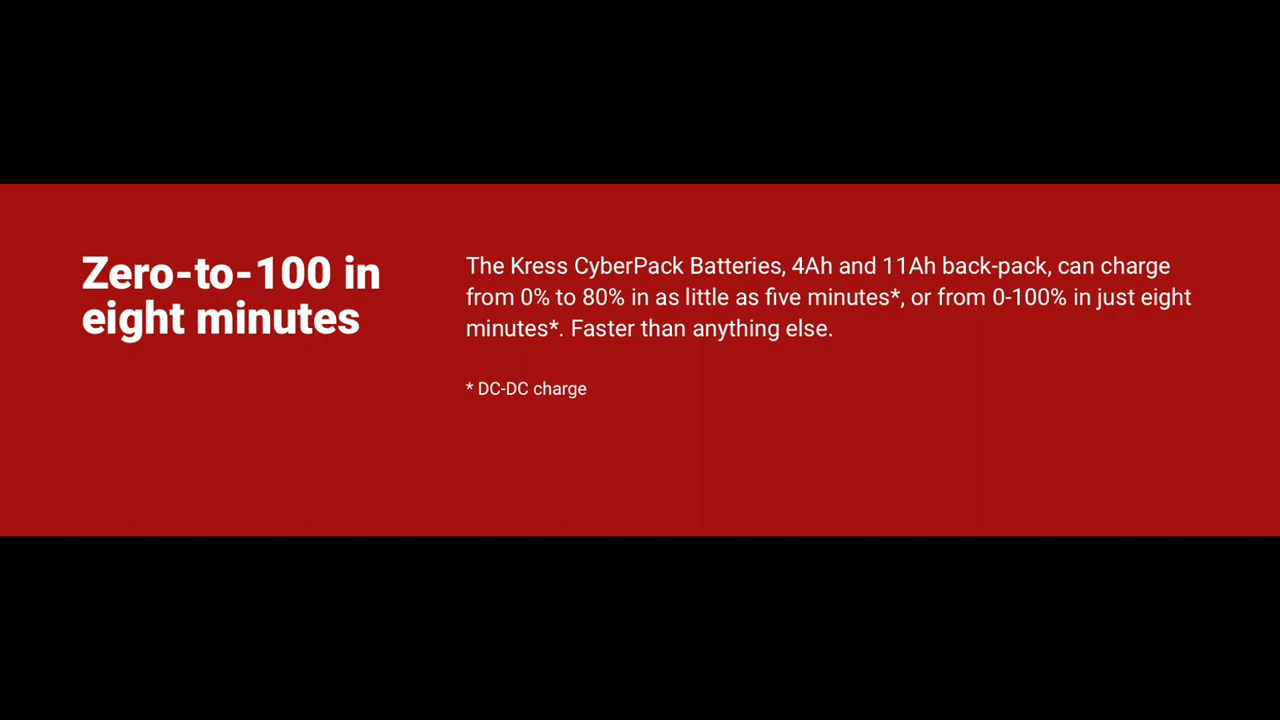 Zero-to-100 in
eight minutes
The Kress CyberPack Batteries, 4Ah and 11Ah back-pack, can charge
from 0% to 80% in as little as five minutes*, or from 0-100% in just eight
minutes*. Faster than anything else.
* DC-DC charge